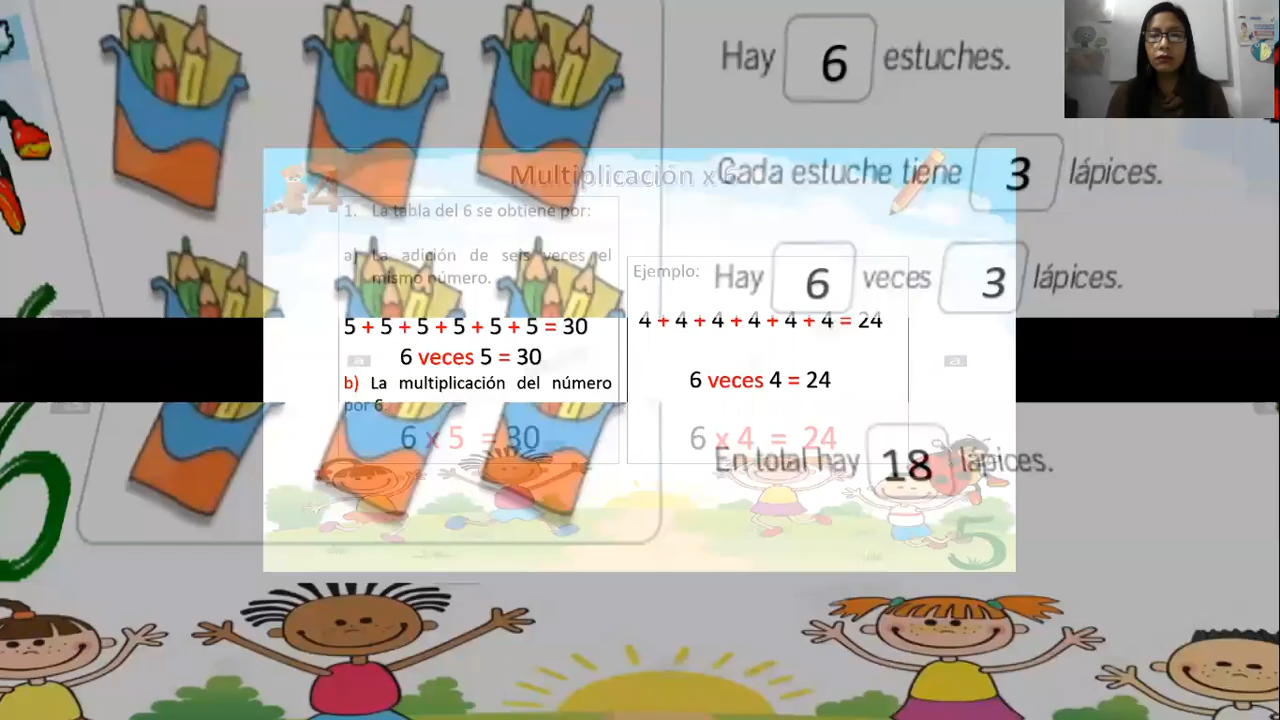 Hay 6 estuches.
Cada estuche tiene 3 lápices.
Hay 6 veces 3 lápices.
En total hay 18 lápices.
Multiplicación x
1. La tabla del 6 se obtiene por:
a) La adición de seis veces el
mismo número.
5 + 5 + 5 + 5 + 5 + 5 = 30
6 veces 5 = 30
b) La multiplicación del número
por 6
6 x 5 = 30
Ejemplo:
4 + 4 + 4 + 4 + 4 + 4 = 24
6 veces 4 = 24
6 x 4 = 24
4
5
6